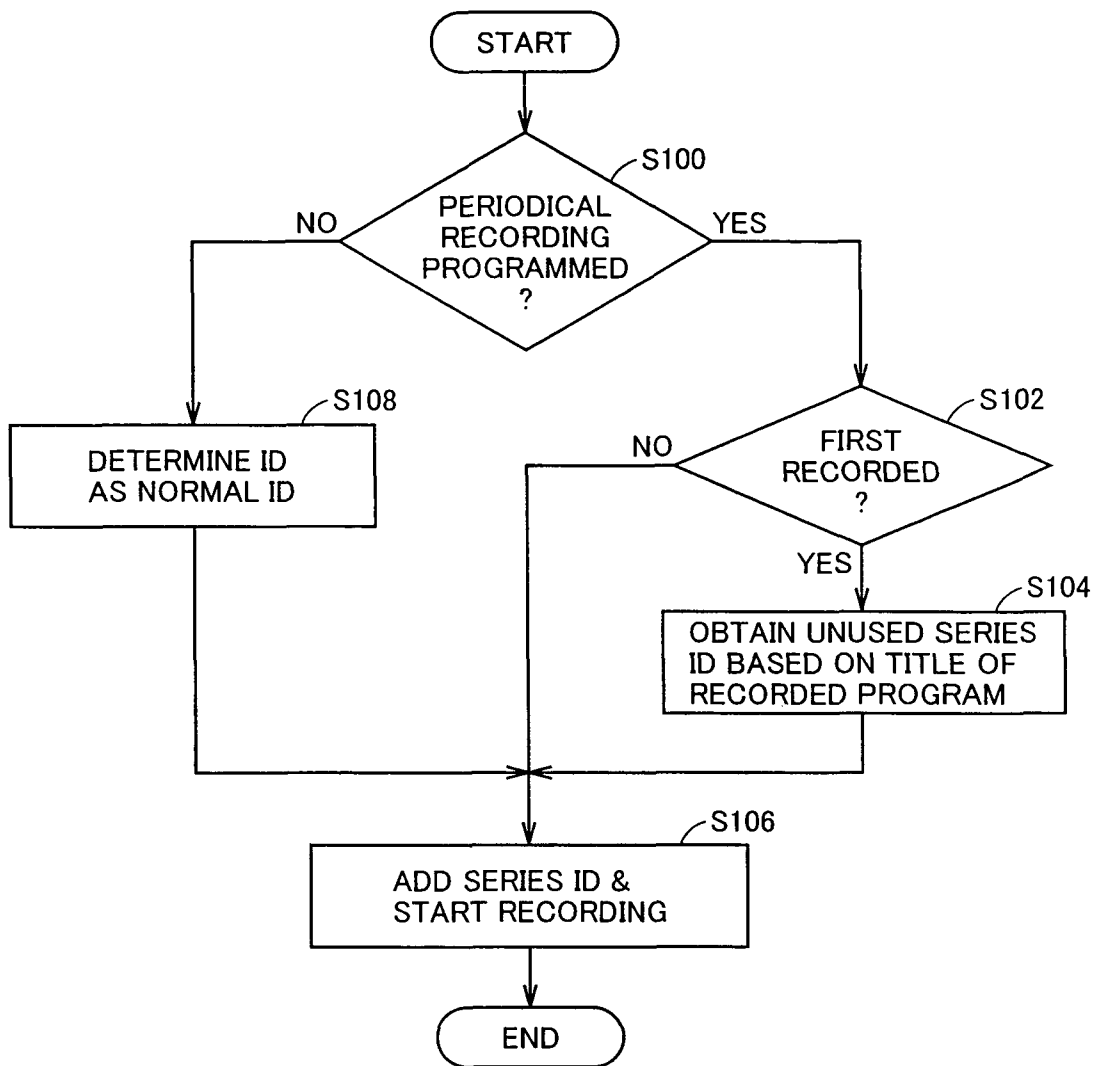 START
S100
PERIODICAL
RECORDING
PROGRAMMED
?
NO
YES
S108
DETERMINE ID
AS NORMAL ID
S102
FIRST
RECORDED
?
NO
YES
S104
OBTAIN UNUSED SERIES
ID BASED ON TITLE OF
RECORDED PROGRAM
S106
ADD SERIES ID &
START RECORDING
END